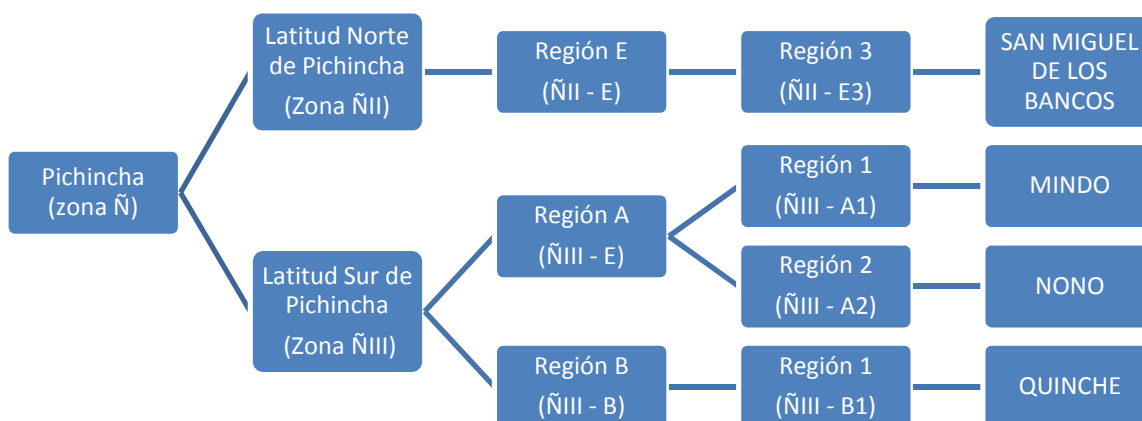 Pichincha
(zona Ñ)
Latitud Norte
de Pichincha
(Zona ÑII)
Región E
(ÑII - E)
Región 3
(ÑII - E3)
SAN MIGUEL
DE LOS
BANCOS
Latitud Sur de
Pichincha
(Zona ÑIII)
Región A
(ÑIII - E)
Región 1
(ÑIII - A1)
MINDO
Región 2
(ÑIII - A2)
NONO
Región B
(ÑIII - B)
Región 1
(ÑIII - B1)
QUINCHE